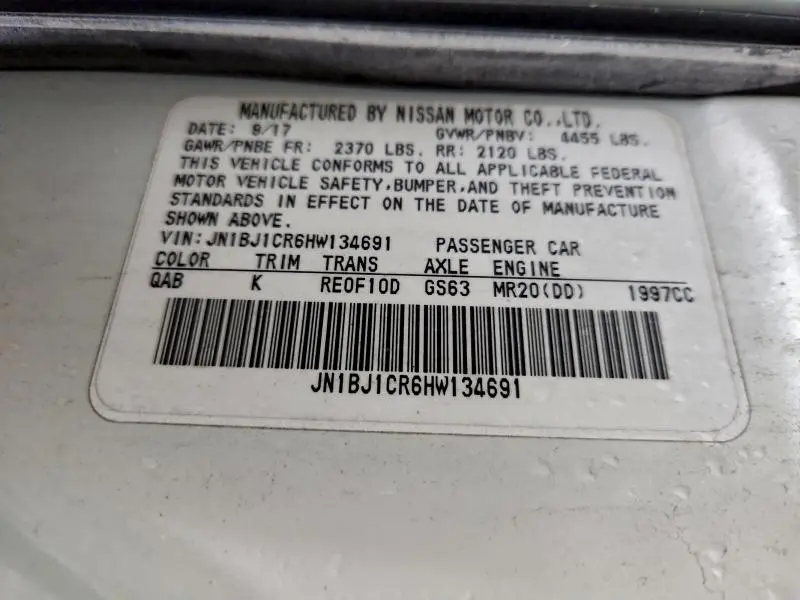 MANUFACTURED BY NISSAN MOTOR CO.,LTD.
DATE: 9/17 GVWR/PNBV: 4455 LBS.
GAWR/PNBE FR: 2370 LBS. RR: 2120 LBS.
THIS VEHICLE CONFORMS TO ALL APPLICABLE FEDERAL
MOTOR VEHICLE SAFETY,BUMPER,AND THEFT PREVENTION
STANDARDS IN EFFECT ON THE DATE OF MANUFACTURE
SHOWN ABOVE.
VIN:JN1BJ1CR6HW134691 PASSENGER CAR
COLOR TRIM TRANS AXLE ENGINE
QAB K RE0F10D GS63 MR20(DD) 1997CC
JN1BJ1CR6HW134691